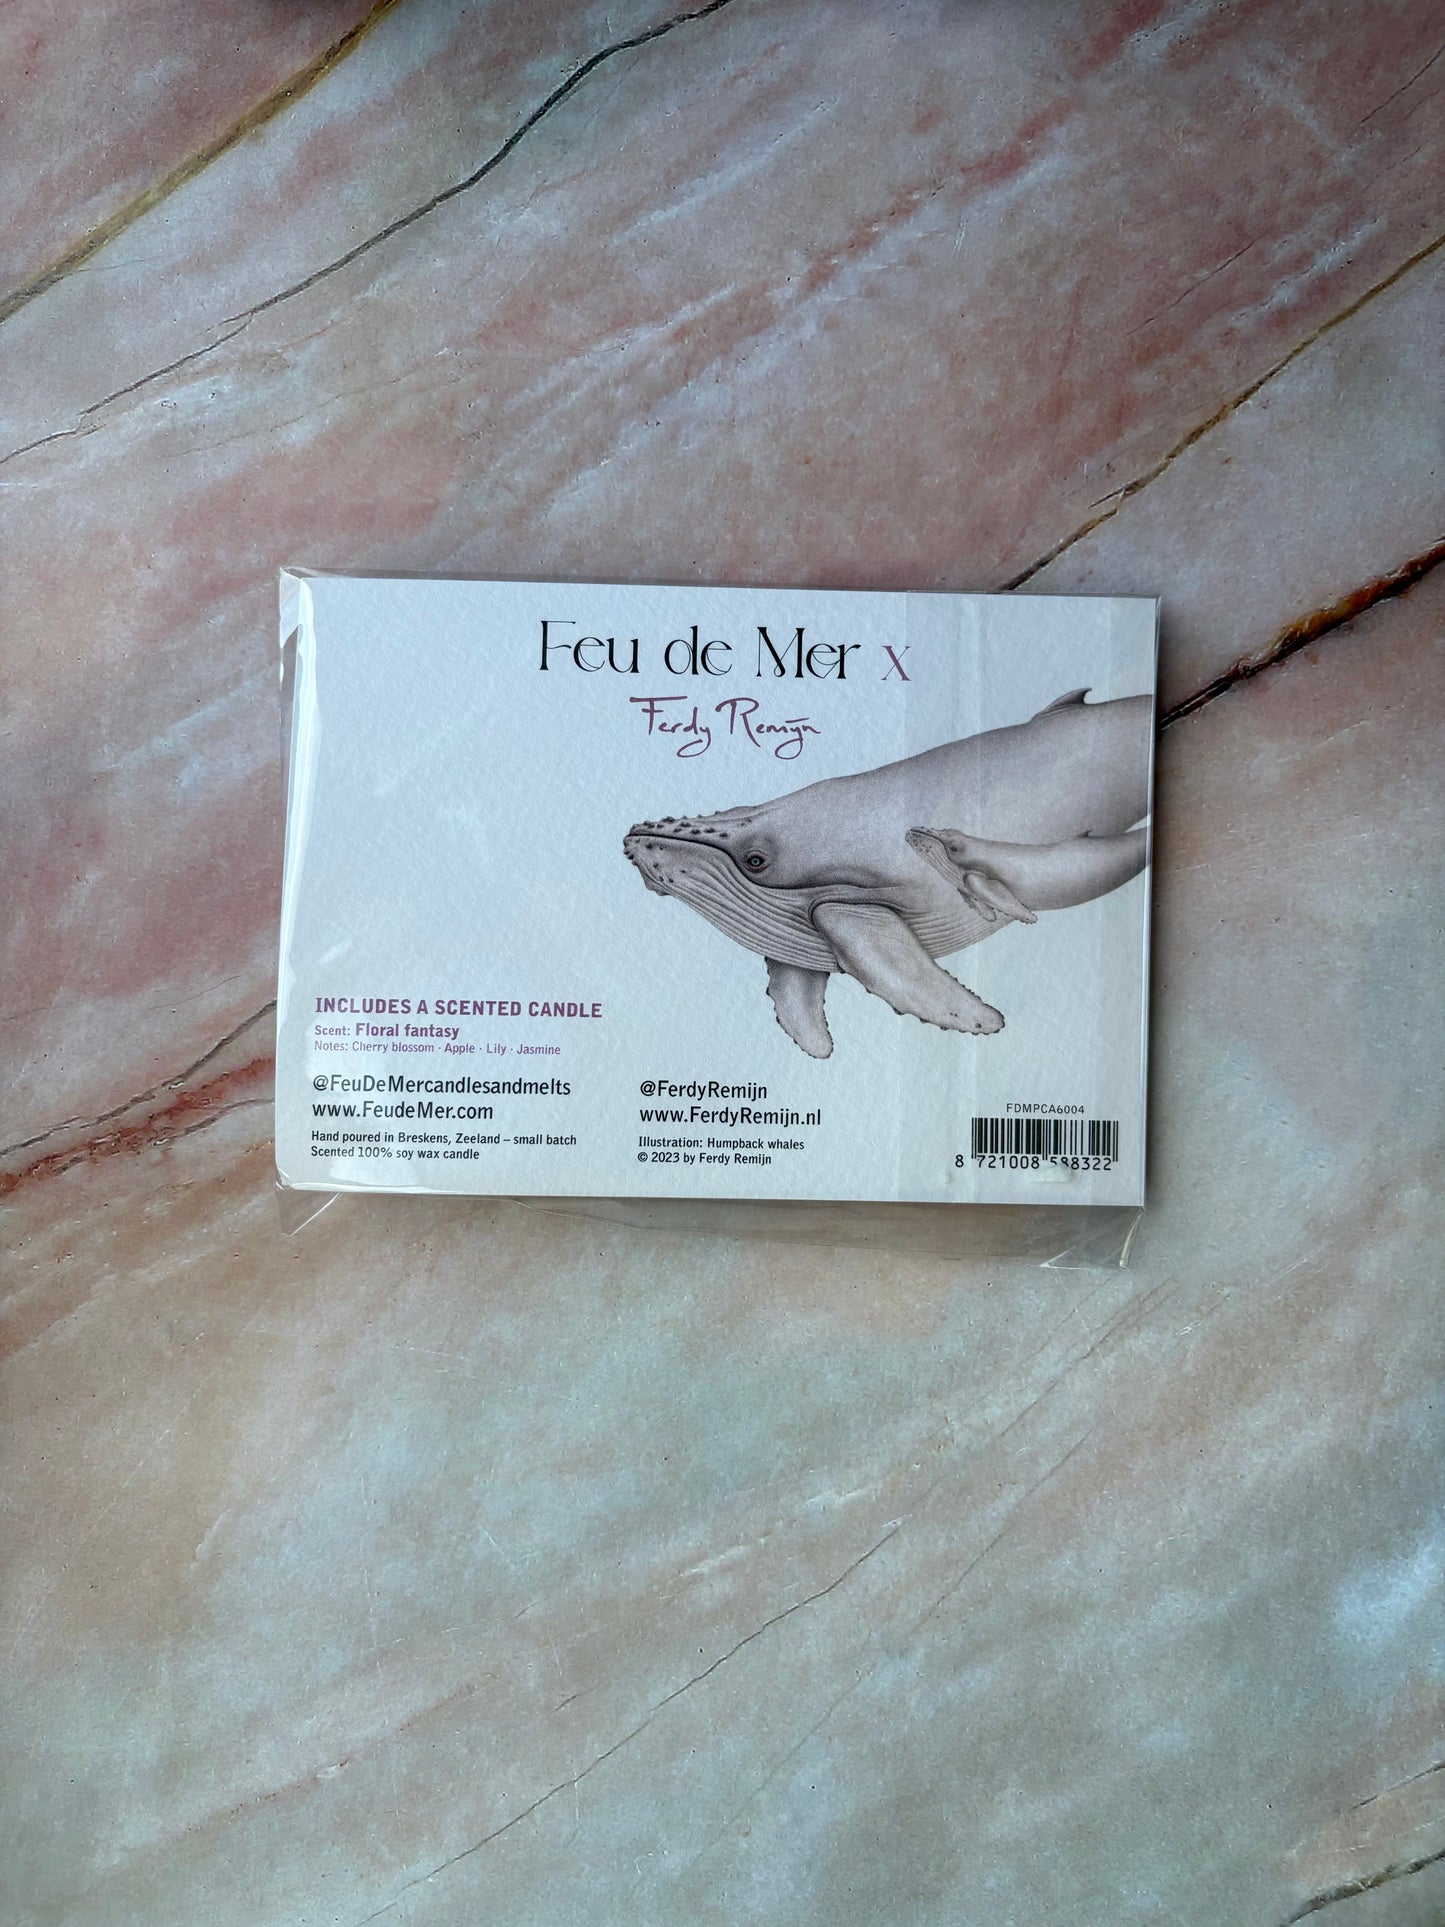 Feu de Mer x
Ferdy Remijn
INCLUDES A SCENTED CANDLE
Scent: Floral fantasy
Notes: Cherry blossom · Apple · Lily · Jasmine
@FeuDeMercandlesandmelts
www.FeudeMer.com
Hand poured in Breskens, Zeeland – small batch
Scented 100% soy wax candle
@FerdyRemijn
www.FerdyRemijn.nl
Illustration: Humpback whales
© 2023 by Ferdy Remijn
FDMPCA6004
8 721008 588322